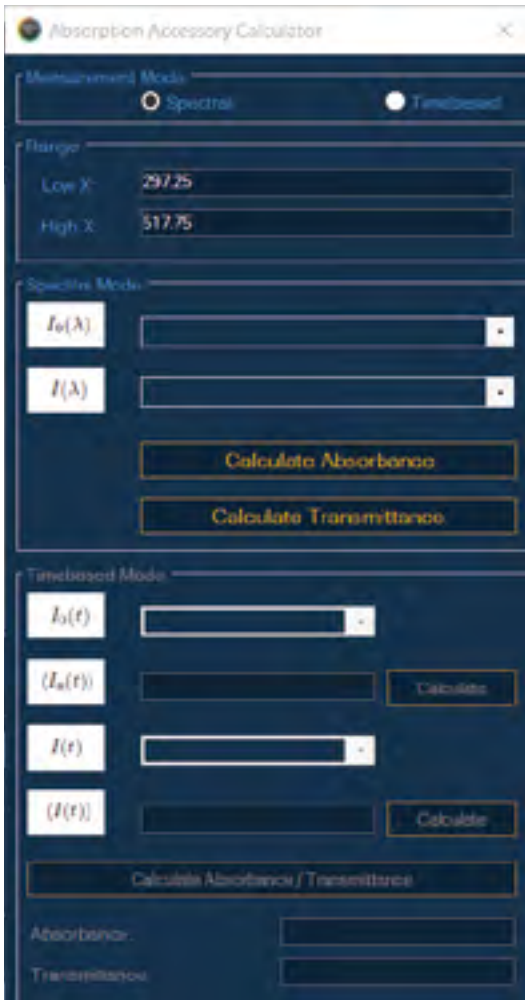 Absorption Accessory Calculator
Measurement Mode
Spectral
Timebased
Range
Low X: 297.25
High X: 517.75
Spectral Mode
I₀(λ)
I(λ)
Calculate Absorbance
Calculate Transmittance
Timebased Mode
I₀(t)
⟨I₀(t)⟩ Calculate
I(t)
⟨I(t)⟩ Calculate
Calculate Absorbance / Transmittance
Absorbance:
Transmittance: